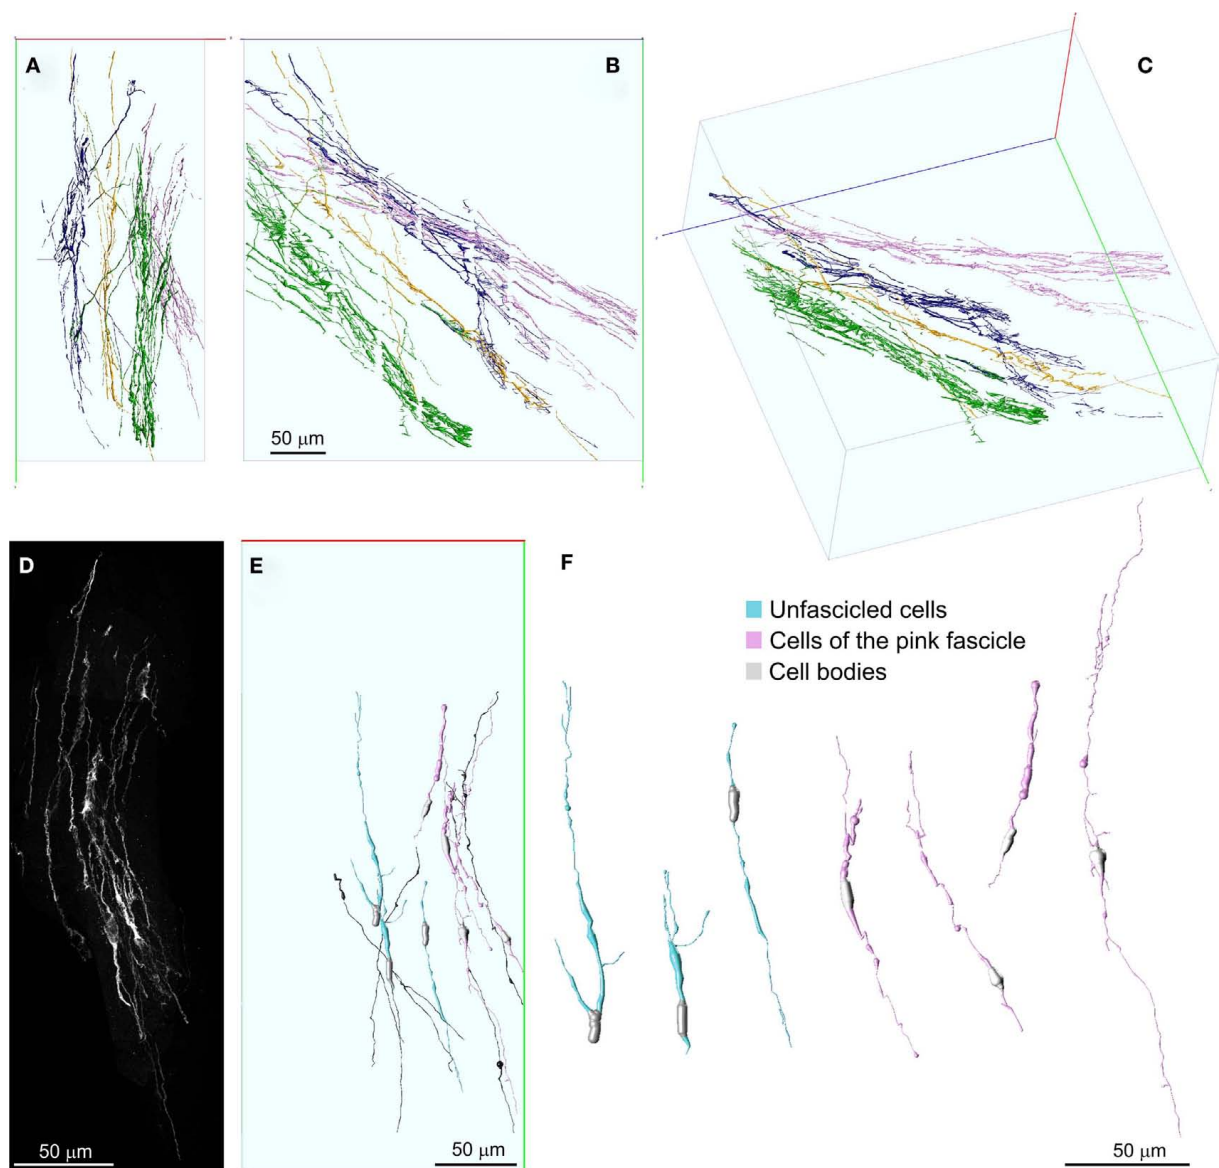 A
B
C
50 μm
D
E
F
Unfascicled cells
Cells of the pink fascicle
Cell bodies
50 μm
50 μm
50 μm